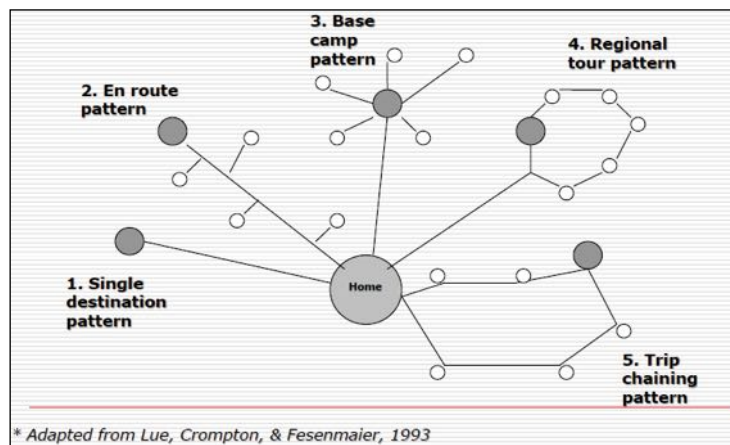 3. Base
camp
pattern
4. Regional
tour pattern
2. En route
pattern
Home
1. Single
destination
pattern
5. Trip
chaining
pattern
* Adapted from Lue, Crompton, & Fesenmaier, 1993